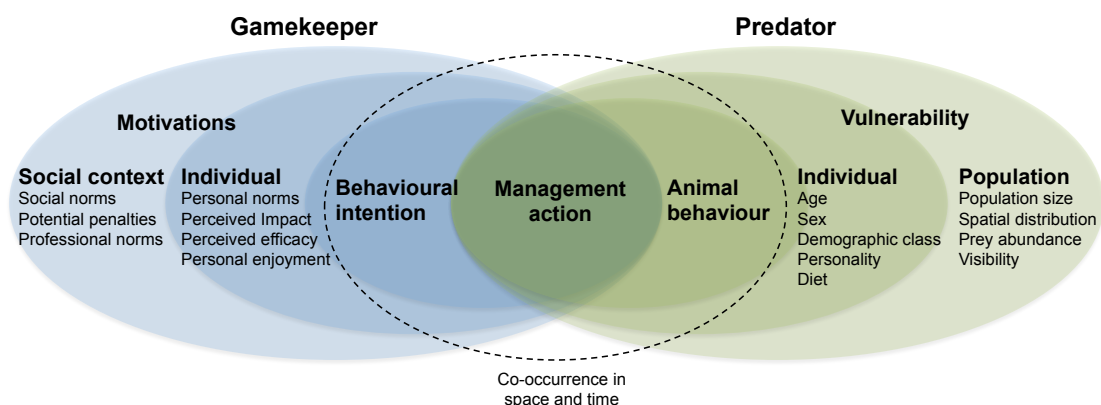 Gamekeeper
Predator
Motivations
Vulnerability
Social context
Social norms
Potential penalties
Professional norms
Individual
Personal norms
Perceived Impact
Perceived efficacy
Personal enjoyment
Behavioural
intention
Management
action
Animal
behaviour
Individual
Age
Sex
Demographic class
Personality
Diet
Population
Population size
Spatial distribution
Prey abundance
Visibility
Co-occurrence in
space and time